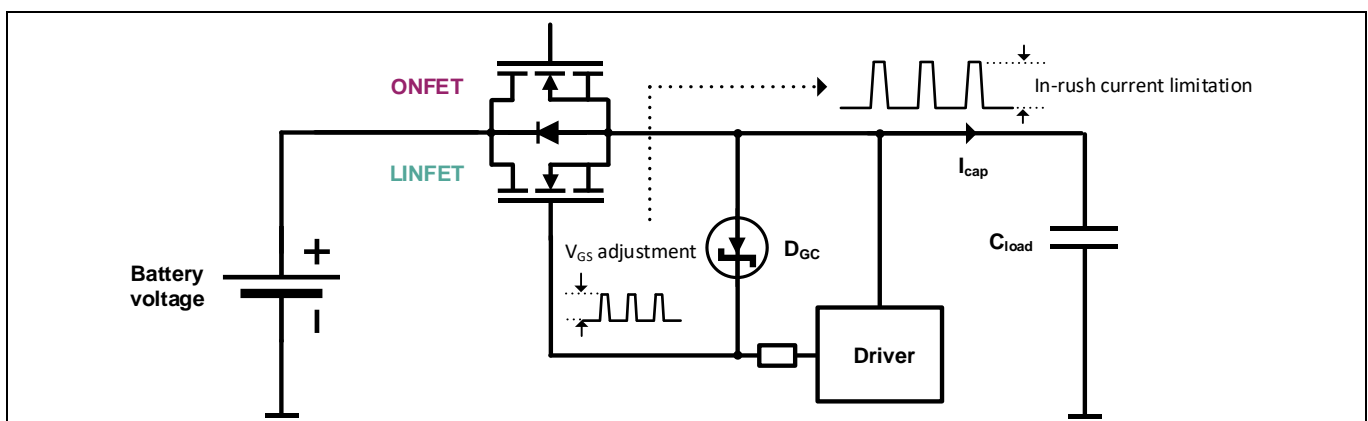 ONFET
In-rush current limitation
LINFET
Icap
VGS adjustment
DGC
Cload
Battery
voltage
+
Driver